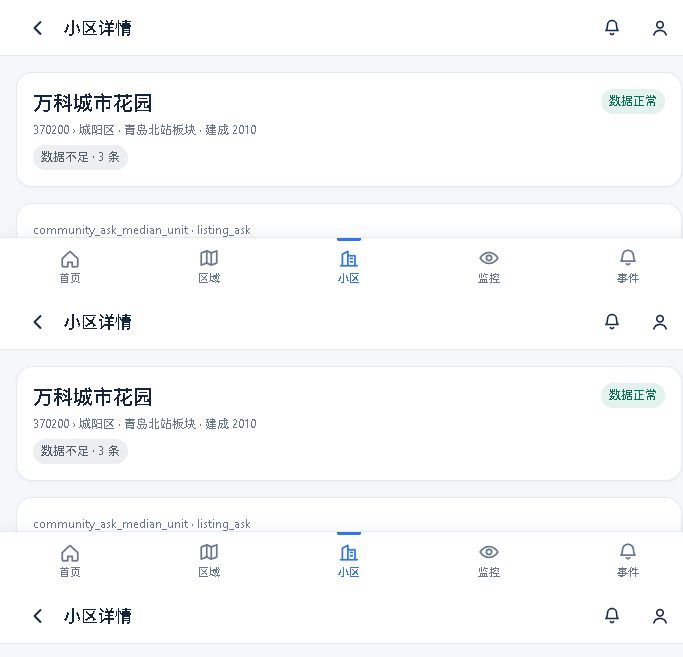 小区详情
万科城市花园
数据正常
370200 › 城阳区 · 青岛北站板块 · 建成 2010
数据不足 · 3 条
community_ask_median_unit · listing_ask
首页 区域 小区 监控 事件
小区详情
万科城市花园
数据正常
370200 › 城阳区 · 青岛北站板块 · 建成 2010
数据不足 · 3 条
community_ask_median_unit · listing_ask
首页 区域 小区 监控 事件
小区详情